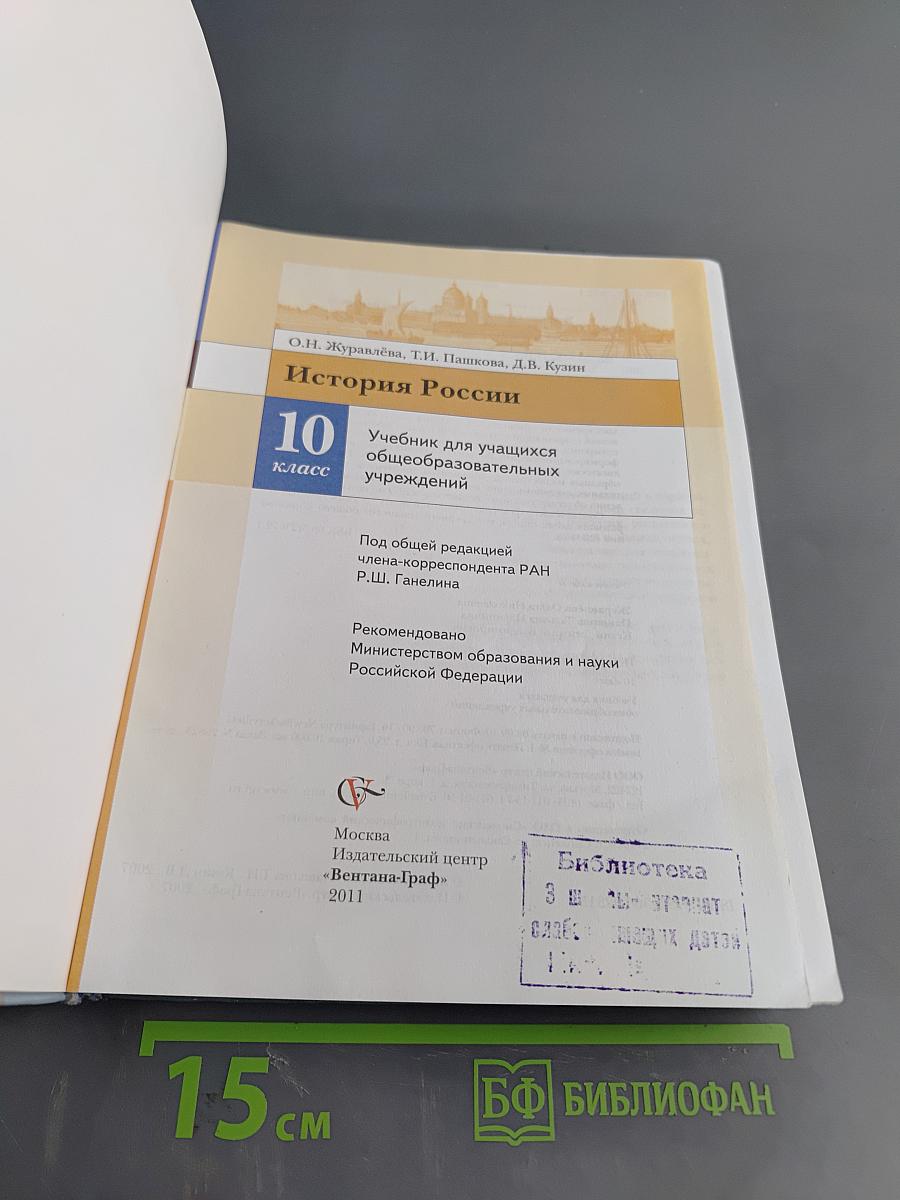 О.Н. Журавлёва, Т.И. Пашкова, Д.В. Кузин
История России
10
класс
Учебник для учащихся
общеобразовательных
учреждений
Под общей редакцией
члена-корреспондента РАН
Р.Ш. Ганелина
Рекомендовано
Министерством образования и науки
Российской Федерации
Москва
Издательский центр
«Вентана-Граф»
2011
Библиотека
3
15 см
БФ БИБЛИОФАН